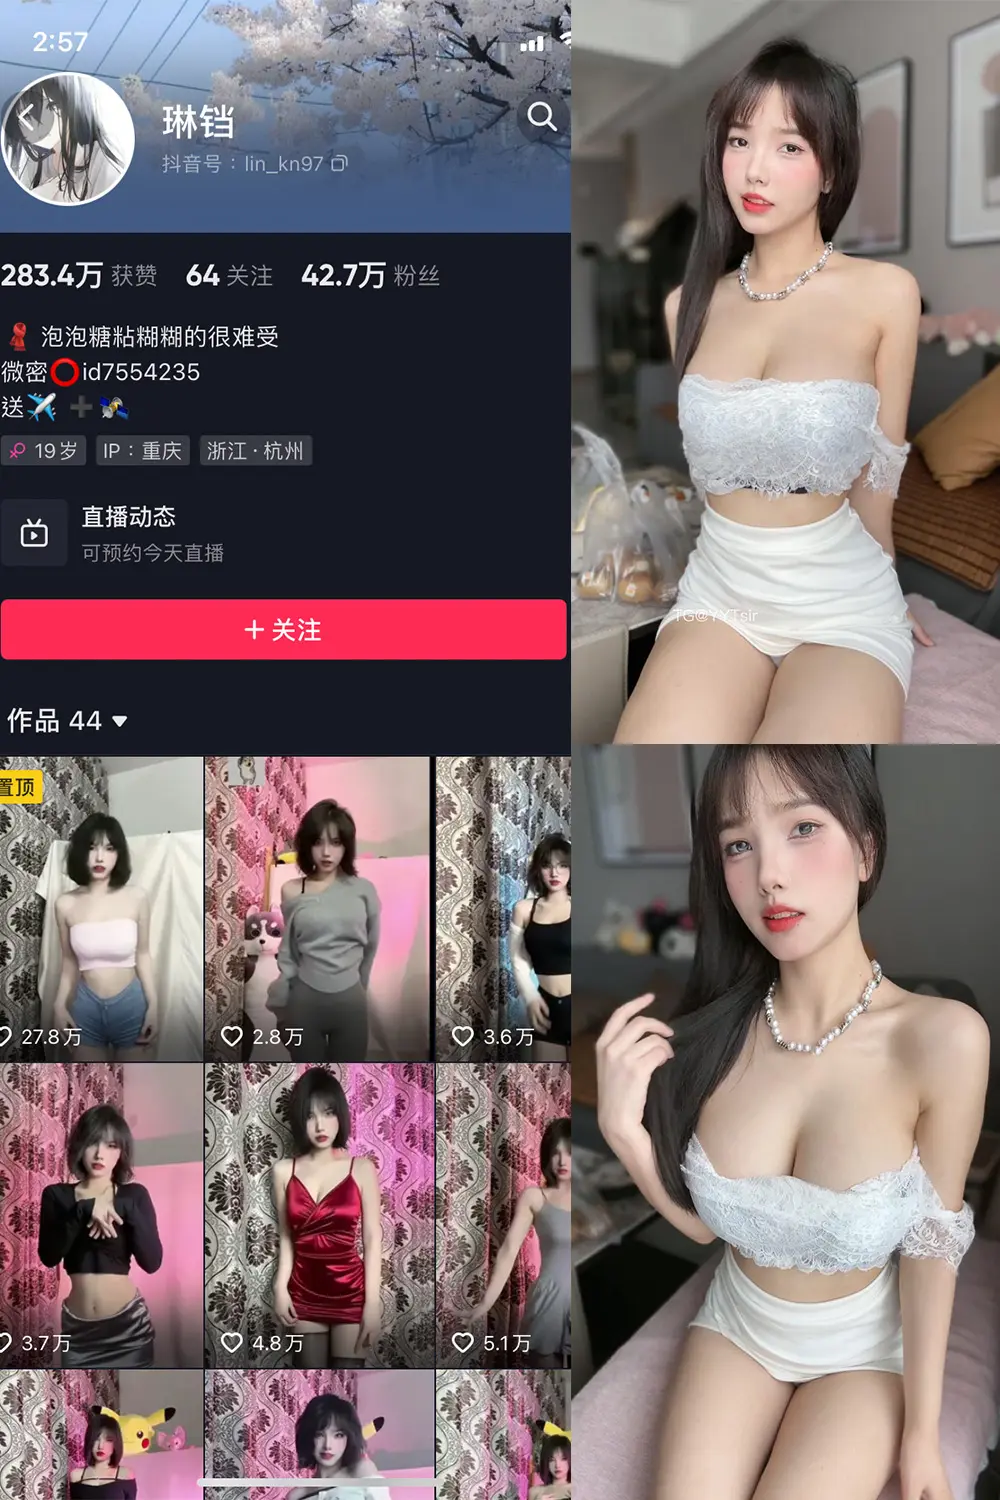 2:57
琳铛
抖音号：lin_kn97
283.4万 获赞 64 关注 42.7万 粉丝
泡泡糖粘糊糊的很难受
微密⭕id7554235
送✈️➕🛰️
19岁 IP：重庆 浙江·杭州
直播动态
可预约今天直播
+ 关注
作品 44
置顶
27.8万 2.8万 3.6万
3.7万 4.8万 5.1万
TG@YYTsir